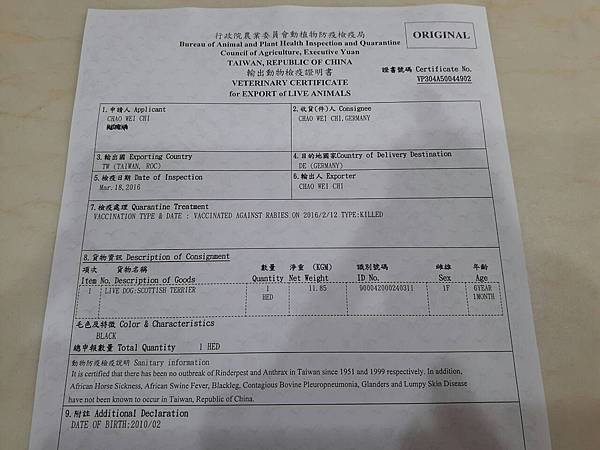 行政院農業委員會動植物防疫檢疫局
ORIGINAL
Bureau of Animal and Plant Health Inspection and Quarantine
Council of Agriculture, Executive Yuan
TAIWAN, REPUBLIC OF CHINA
輸出動物檢疫證明書
證書號碼 Certificate No.
VETERINARY CERTIFICATE
VP304A50044902
for EXPORT of LIVE ANIMALS
1.申請人 Applicant
CHAO WEI CHI
2.收貨(件)人 Consignee
CHAO WEI CHI,GERMANY
3.輸出國 Exporting Country
TW (TAIWAN, ROC)
4.目的地國家Country of Delivery Destination
DE (GERMANY)
5.檢疫日期 Date of Inspection
Mar.18,2016
6.輸出人 Exporter
CHAO WEI CHI
7.檢疫處理 Quarantine Treatment
VACCINATION TYPE & DATE : VACCINATED AGAINST RABIES ON 2016/2/12 TYPE:KILLED
8.貨物資訊 Description of Consignment
項次 貨物名稱 數量 淨重 (KGM) 識別號碼 雌雄 年齡
Item No. Description of Goods Quantity Net Weight ID No. Sex Age
1 LIVE DOG:SCOTTISH TERRIER 1 11.85 900042000240311 1F 6YEAR
HED 1MONTH
毛色及特徵 Color & Characteristics
BLACK
總申報數量 Total Quantity 1 HED
動物防疫檢疫說明 Sanitary information
It is certified that there has been no outbreak of Rinderpest and Anthrax in Taiwan since 1951 and 1999 respectively. In addition,
African Horse Sickness, African Swine Fever, Blackleg, Contagious Bovine Pleuropneumonia, Glanders and Lumpy Skin Disease
have not been known to occur in Taiwan, Republic of China.
9.附註 Additional Declaration
DATE OF BIRTH:2010/02